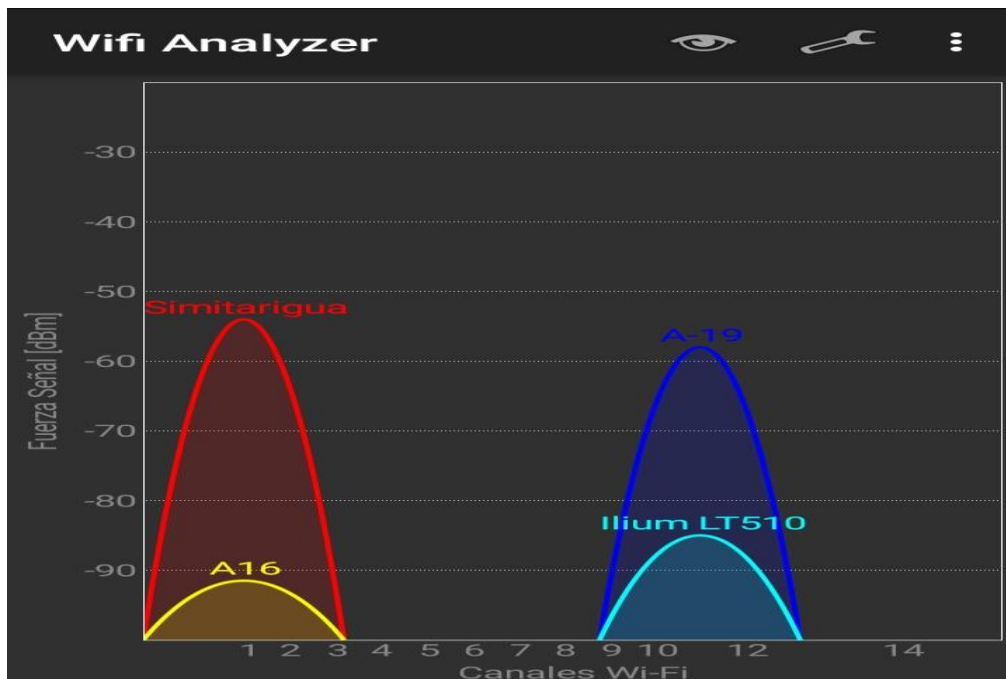 Wifi Analyzer
-30
-40
-50
Simitarigua
A-19
-60
-70
-80
Ilium LT510
A16
-90
Fuerza Señal [dBm]
1 2 3 4 5 6 7 8 9 10 12 14
Canales Wi-Fi